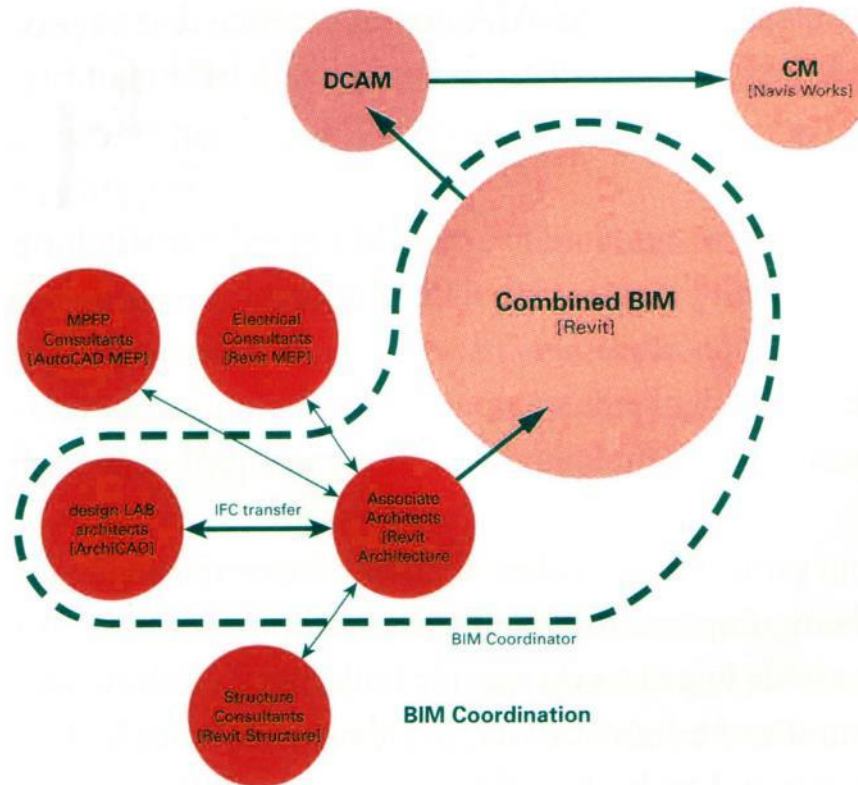 DCAM
CM
[Navis Works]
Combined BIM
[Revit]
MPFP
Consultants
[AutoCAD MEP]
Electrical
Consultants
[Revit MEP]
design LAB
architects
[ArchiCAD]
IFC transfer
Associate
Architects
[Revit
Architecture
BIM Coordinator
Structure
Consultants
[Revit Structure]
BIM Coordination